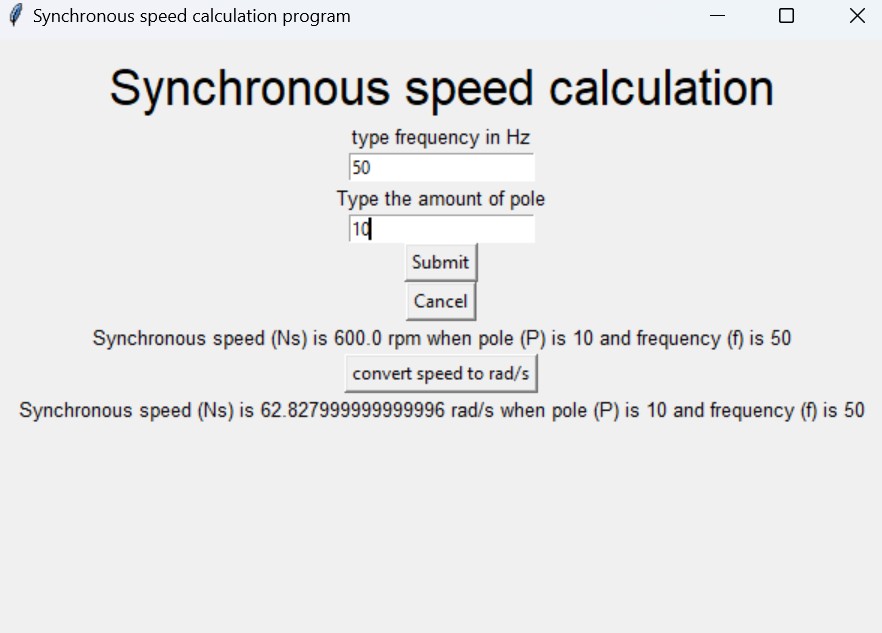 Synchronous speed calculation program
Synchronous speed calculation
type frequency in Hz
50
Type the amount of pole
10
Submit
Cancel
Synchronous speed (Ns) is 600.0 rpm when pole (P) is 10 and frequency (f) is 50
convert speed to rad/s
Synchronous speed (Ns) is 62.827999999999996 rad/s when pole (P) is 10 and frequency (f) is 50